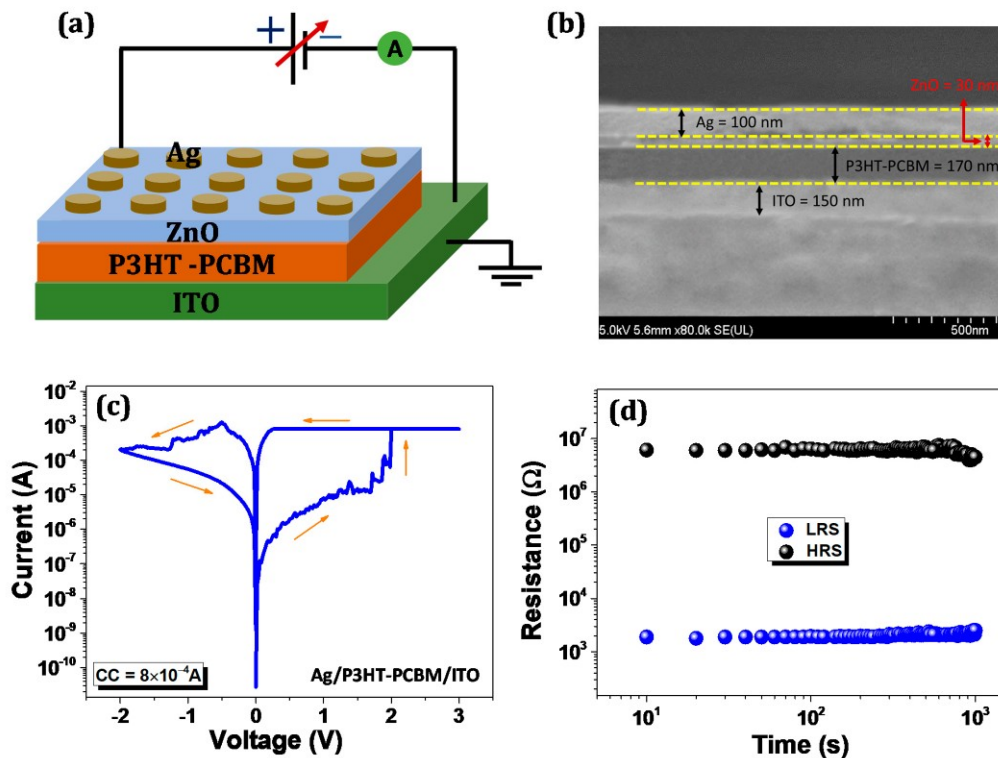 (a)
+ −
A
Ag
ZnO
P3HT -PCBM
ITO
(b)
ZnO = 30 nm
Ag = 100 nm
P3HT-PCBM = 170 nm
ITO = 150 nm
5.0kV 5.6mm x80.0k SE(UL)
500nm
(c)
Current (A)
10⁻²
10⁻³
10⁻⁴
10⁻⁵
10⁻⁶
10⁻⁷
10⁻⁸
10⁻⁹
10⁻¹⁰
CC = 8×10⁻⁴A
Ag/P3HT-PCBM/ITO
-2 -1 0 1 2 3
Voltage (V)
(d)
Resistance (Ω)
10⁷
10⁶
10⁵
10⁴
10³
LRS
HRS
10¹ 10² 10³
Time (s)